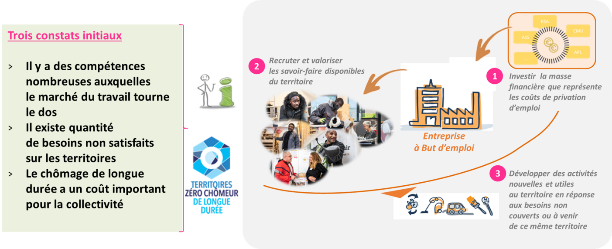 Trois constats initiaux
> Il y a des compétences
nombreuses auxquelles
le marché du travail tourne
le dos
> Il existe quantité
de besoins non satisfaits
sur les territoires
> Le chômage de longue
durée a un coût important
pour la collectivité
TERRITOIRES
ZÉRO CHÔMEUR
DE LONGUE
DURÉE
2
Recruter et valoriser
les savoir-faire disponibles
du territoire
Entreprise
à But d'emploi
1
Investir la masse
financière que représente
les coûts de privation
d'emploi
3
Développer des activités
nouvelles et utiles
au territoire en réponse
aux besoins non
couverts ou à venir
de ce même territoire